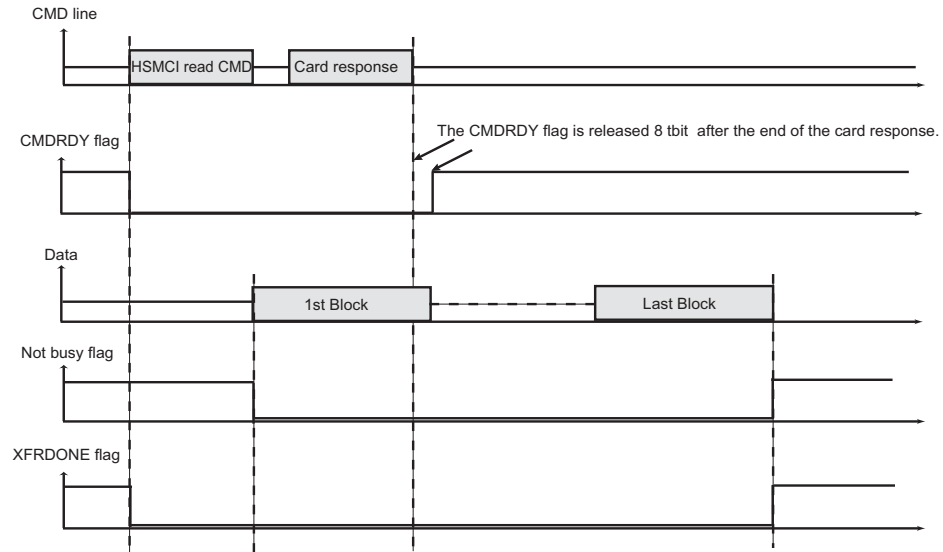 CMD line
HSMCI read CMD
Card response
The CMDRDY flag is released 8 tbit after the end of the card response.
CMDRDY flag
Data
1st Block
Last Block
Not busy flag
XFRDONE flag